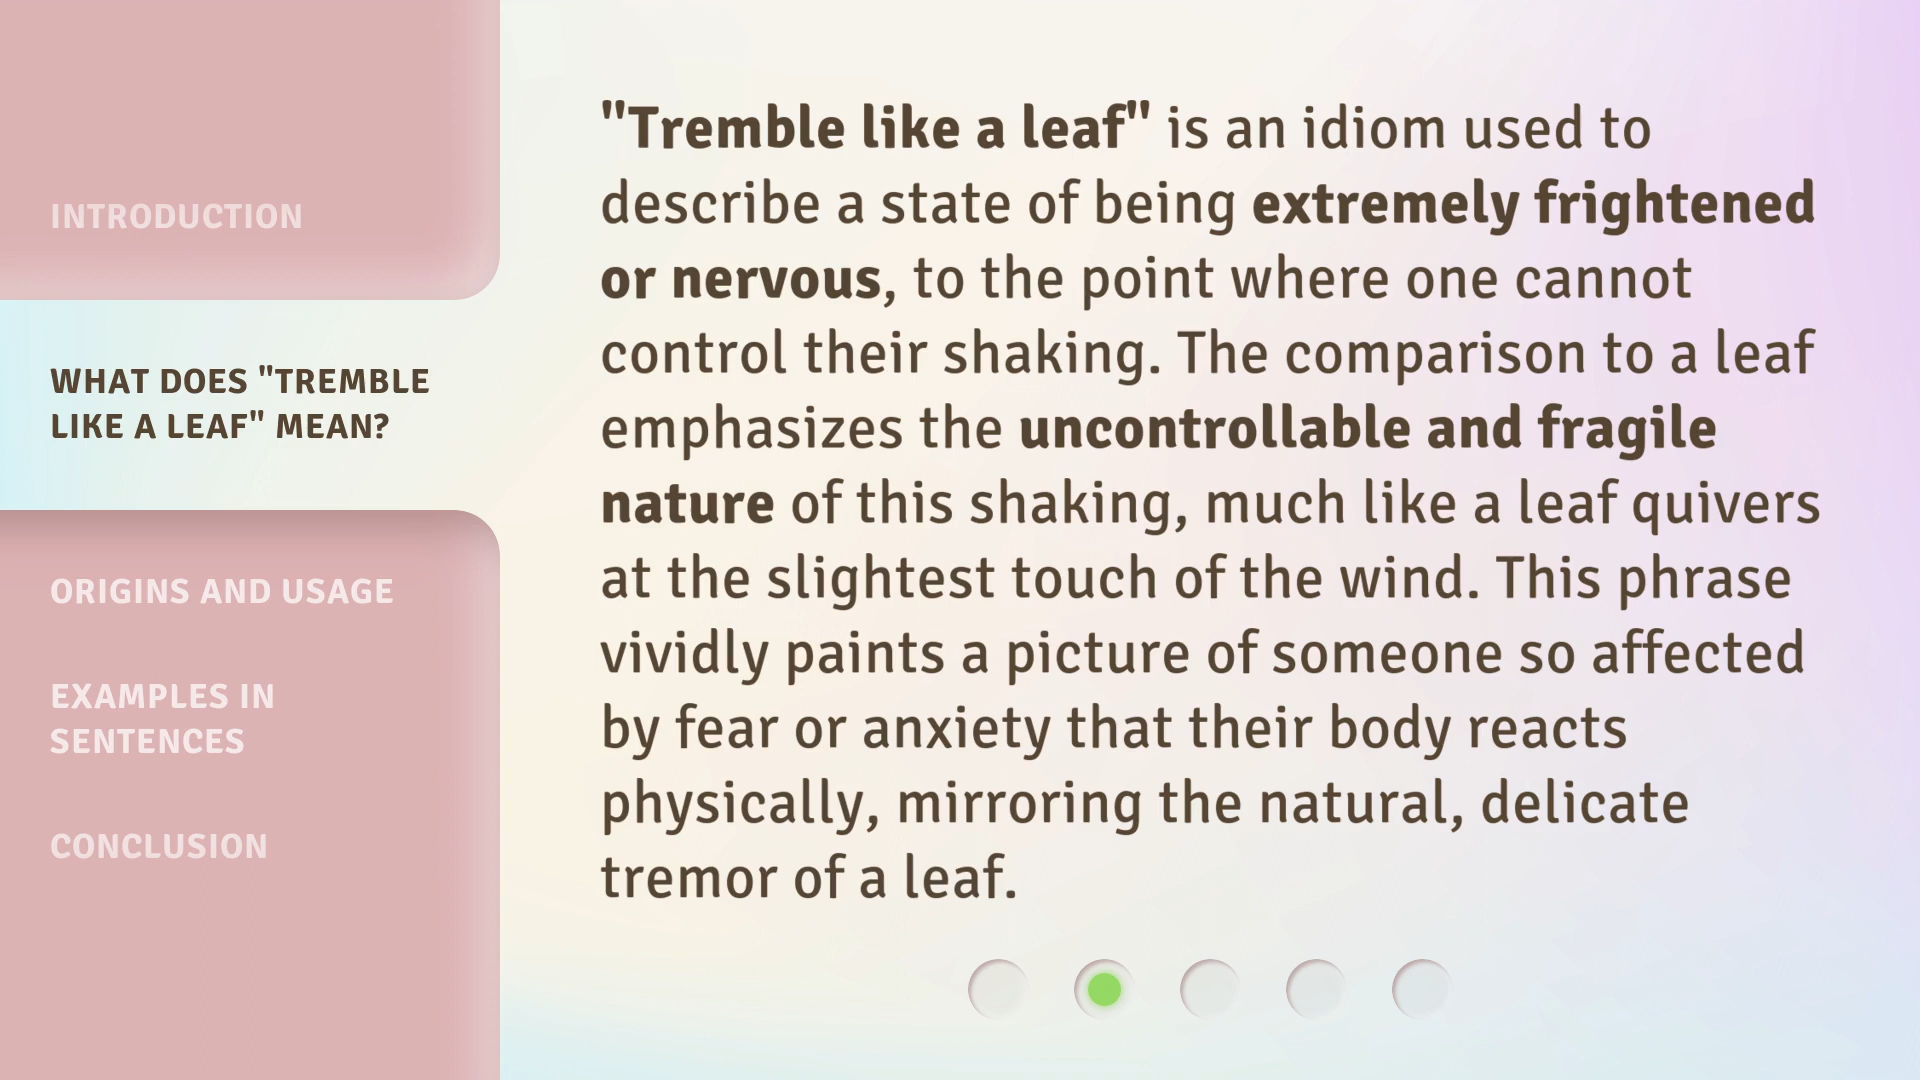 INTRODUCTION
WHAT DOES "TREMBLE
LIKE A LEAF" MEAN?
ORIGINS AND USAGE
EXAMPLES IN
SENTENCES
CONCLUSION
"Tremble like a leaf" is an idiom used to
describe a state of being extremely frightened
or nervous, to the point where one cannot
control their shaking. The comparison to a leaf
emphasizes the uncontrollable and fragile
nature of this shaking, much like a leaf quivers
at the slightest touch of the wind. This phrase
vividly paints a picture of someone so affected
by fear or anxiety that their body reacts
physically, mirroring the natural, delicate
tremor of a leaf.